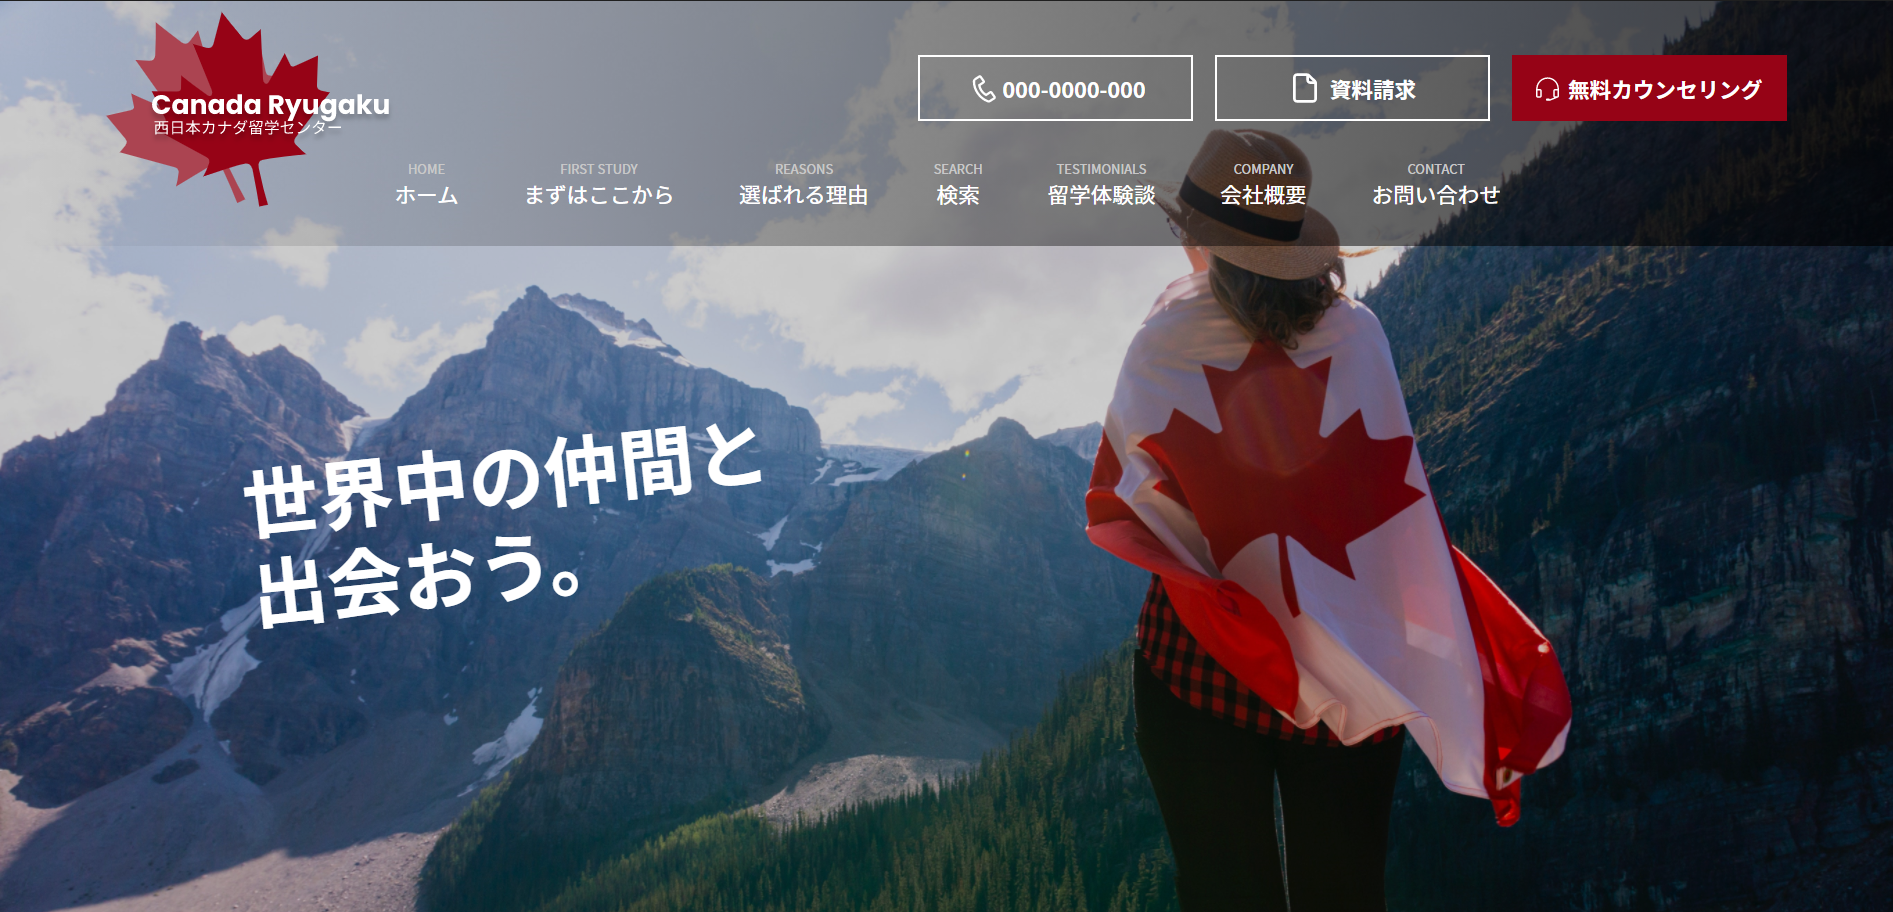 Canada Ryugaku
西日本カナダ留学センター
000-0000-000
資料請求
無料カウンセリング
HOME
ホーム
FIRST STUDY
まずはここから
REASONS
選ばれる理由
SEARCH
検索
TESTIMONIALS
留学体験談
COMPANY
会社概要
CONTACT
お問い合わせ
世界中の仲間と
出会おう。